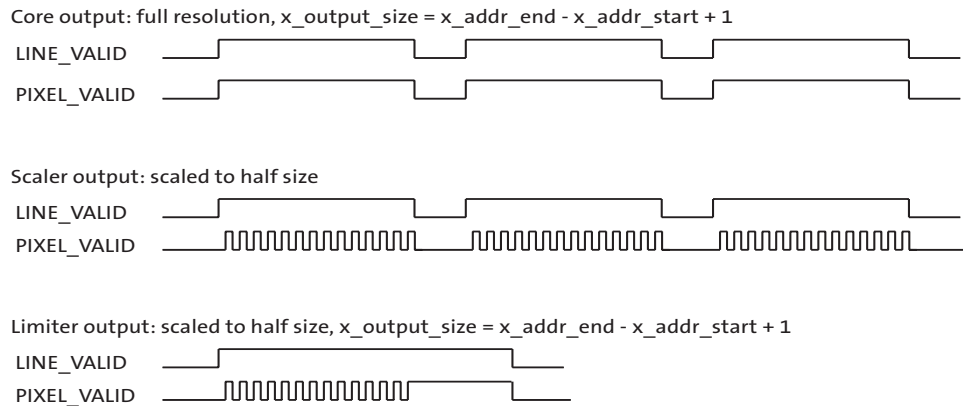 Core output: full resolution, x_output_size = x_addr_end - x_addr_start + 1
LINE_VALID
PIXEL_VALID
Scaler output: scaled to half size
LINE_VALID
PIXEL_VALID
Limiter output: scaled to half size, x_output_size = x_addr_end - x_addr_start + 1
LINE_VALID
PIXEL_VALID